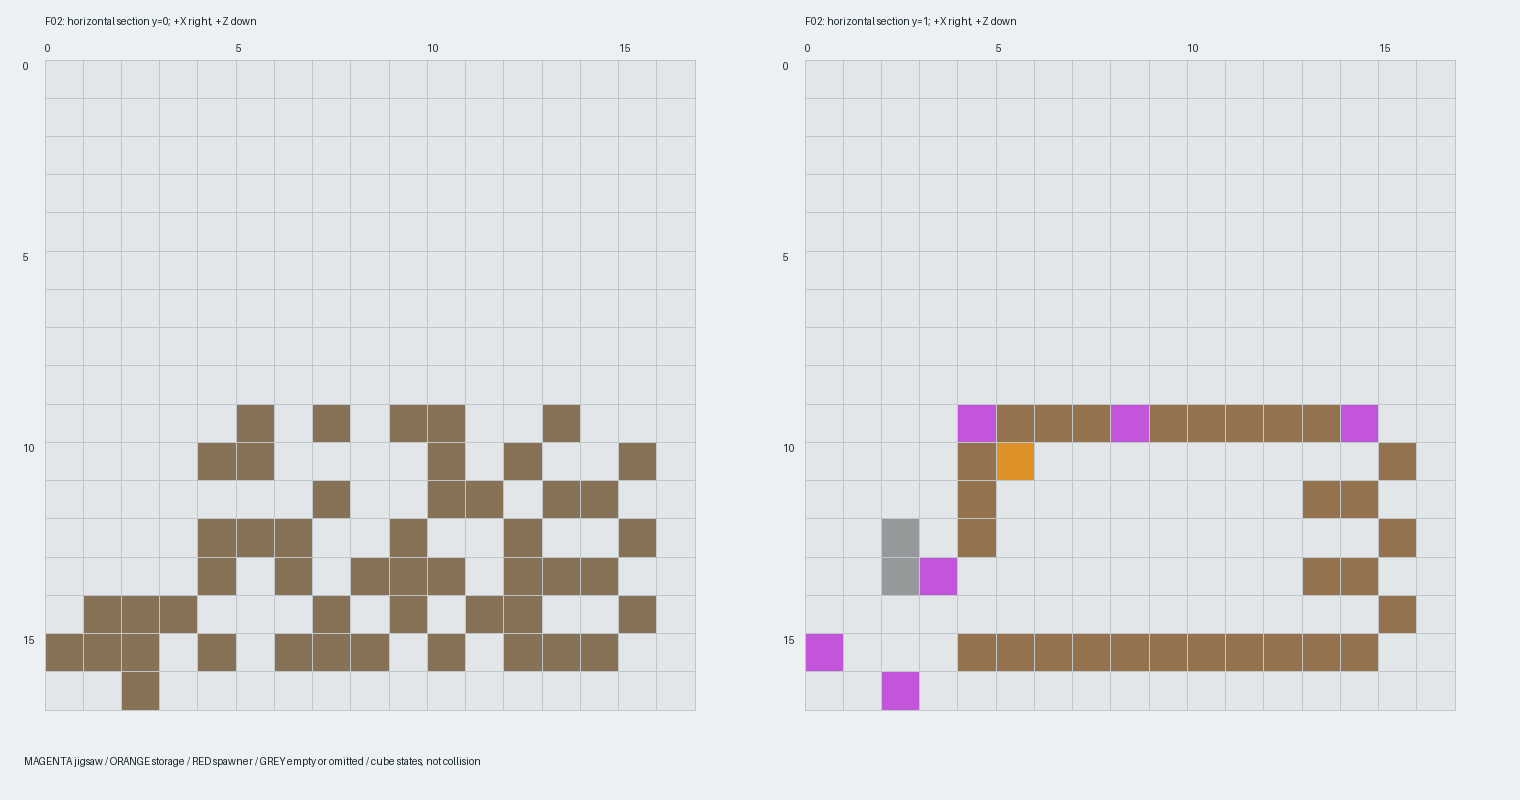 F02: horizontal section y=0; +X right, +Z down
0 5 10 15
0
5
10
15
F02: horizontal section y=1; +X right, +Z down
0 5 10 15
0
5
10
15
MAGENTA jigsaw / ORANGE storage / RED spawner / GREY empty or omitted / cube states, not collision